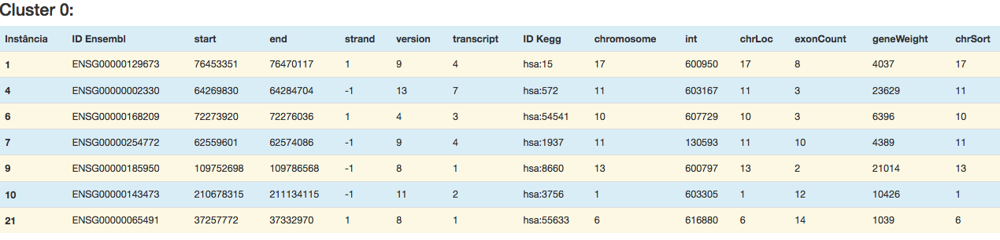 Cluster 0:
Instância ID Ensembl start end strand version transcript ID Kegg chromosome int chrLoc exonCount geneWeight chrSort
1 ENSG00000129673 76453351 76470117 1 9 4 hsa:15 17 600950 17 8 4037 17
4 ENSG00000002330 64269830 64284704 -1 13 7 hsa:572 11 603167 11 3 23629 11
6 ENSG00000168209 72273920 72276036 1 4 3 hsa:54541 10 607729 10 3 6396 10
7 ENSG00000254772 62559601 62574086 -1 9 4 hsa:1937 11 130593 11 10 4389 11
9 ENSG00000185950 109752698 109786568 -1 8 1 hsa:8660 13 600797 13 2 21014 13
10 ENSG00000143473 210678315 211134115 -1 11 2 hsa:3756 1 603305 1 12 10426 1
21 ENSG00000065491 37257772 37332970 1 8 1 hsa:55633 6 616880 6 14 1039 6